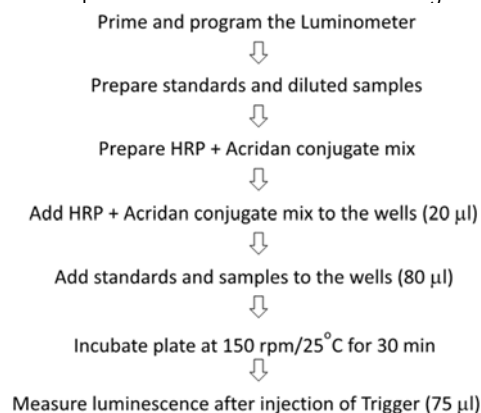 Prime and program the Luminometer
Prepare standards and diluted samples
Prepare HRP + Acridan conjugate mix
Add HRP + Acridan conjugate mix to the wells (20 µl)
Add standards and samples to the wells (80 µl)
Incubate plate at 150 rpm/25°C for 30 min
Measure luminescence after injection of Trigger (75 µl)